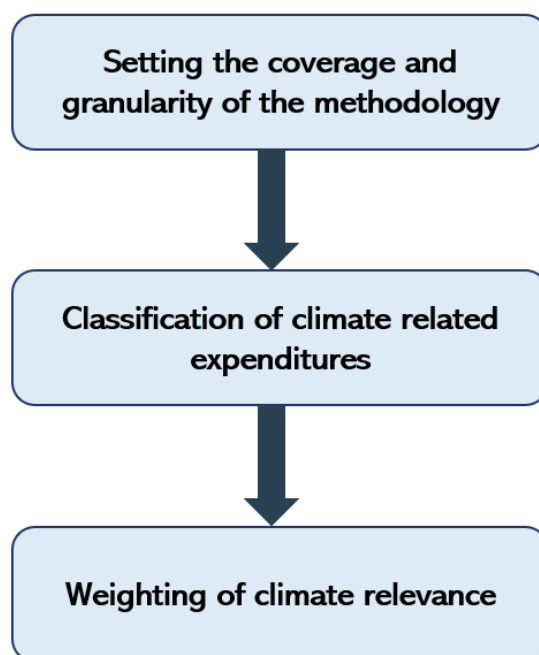 Setting the coverage and
granularity of the methodology
Classification of climate related
expenditures
Weighting of climate relevance